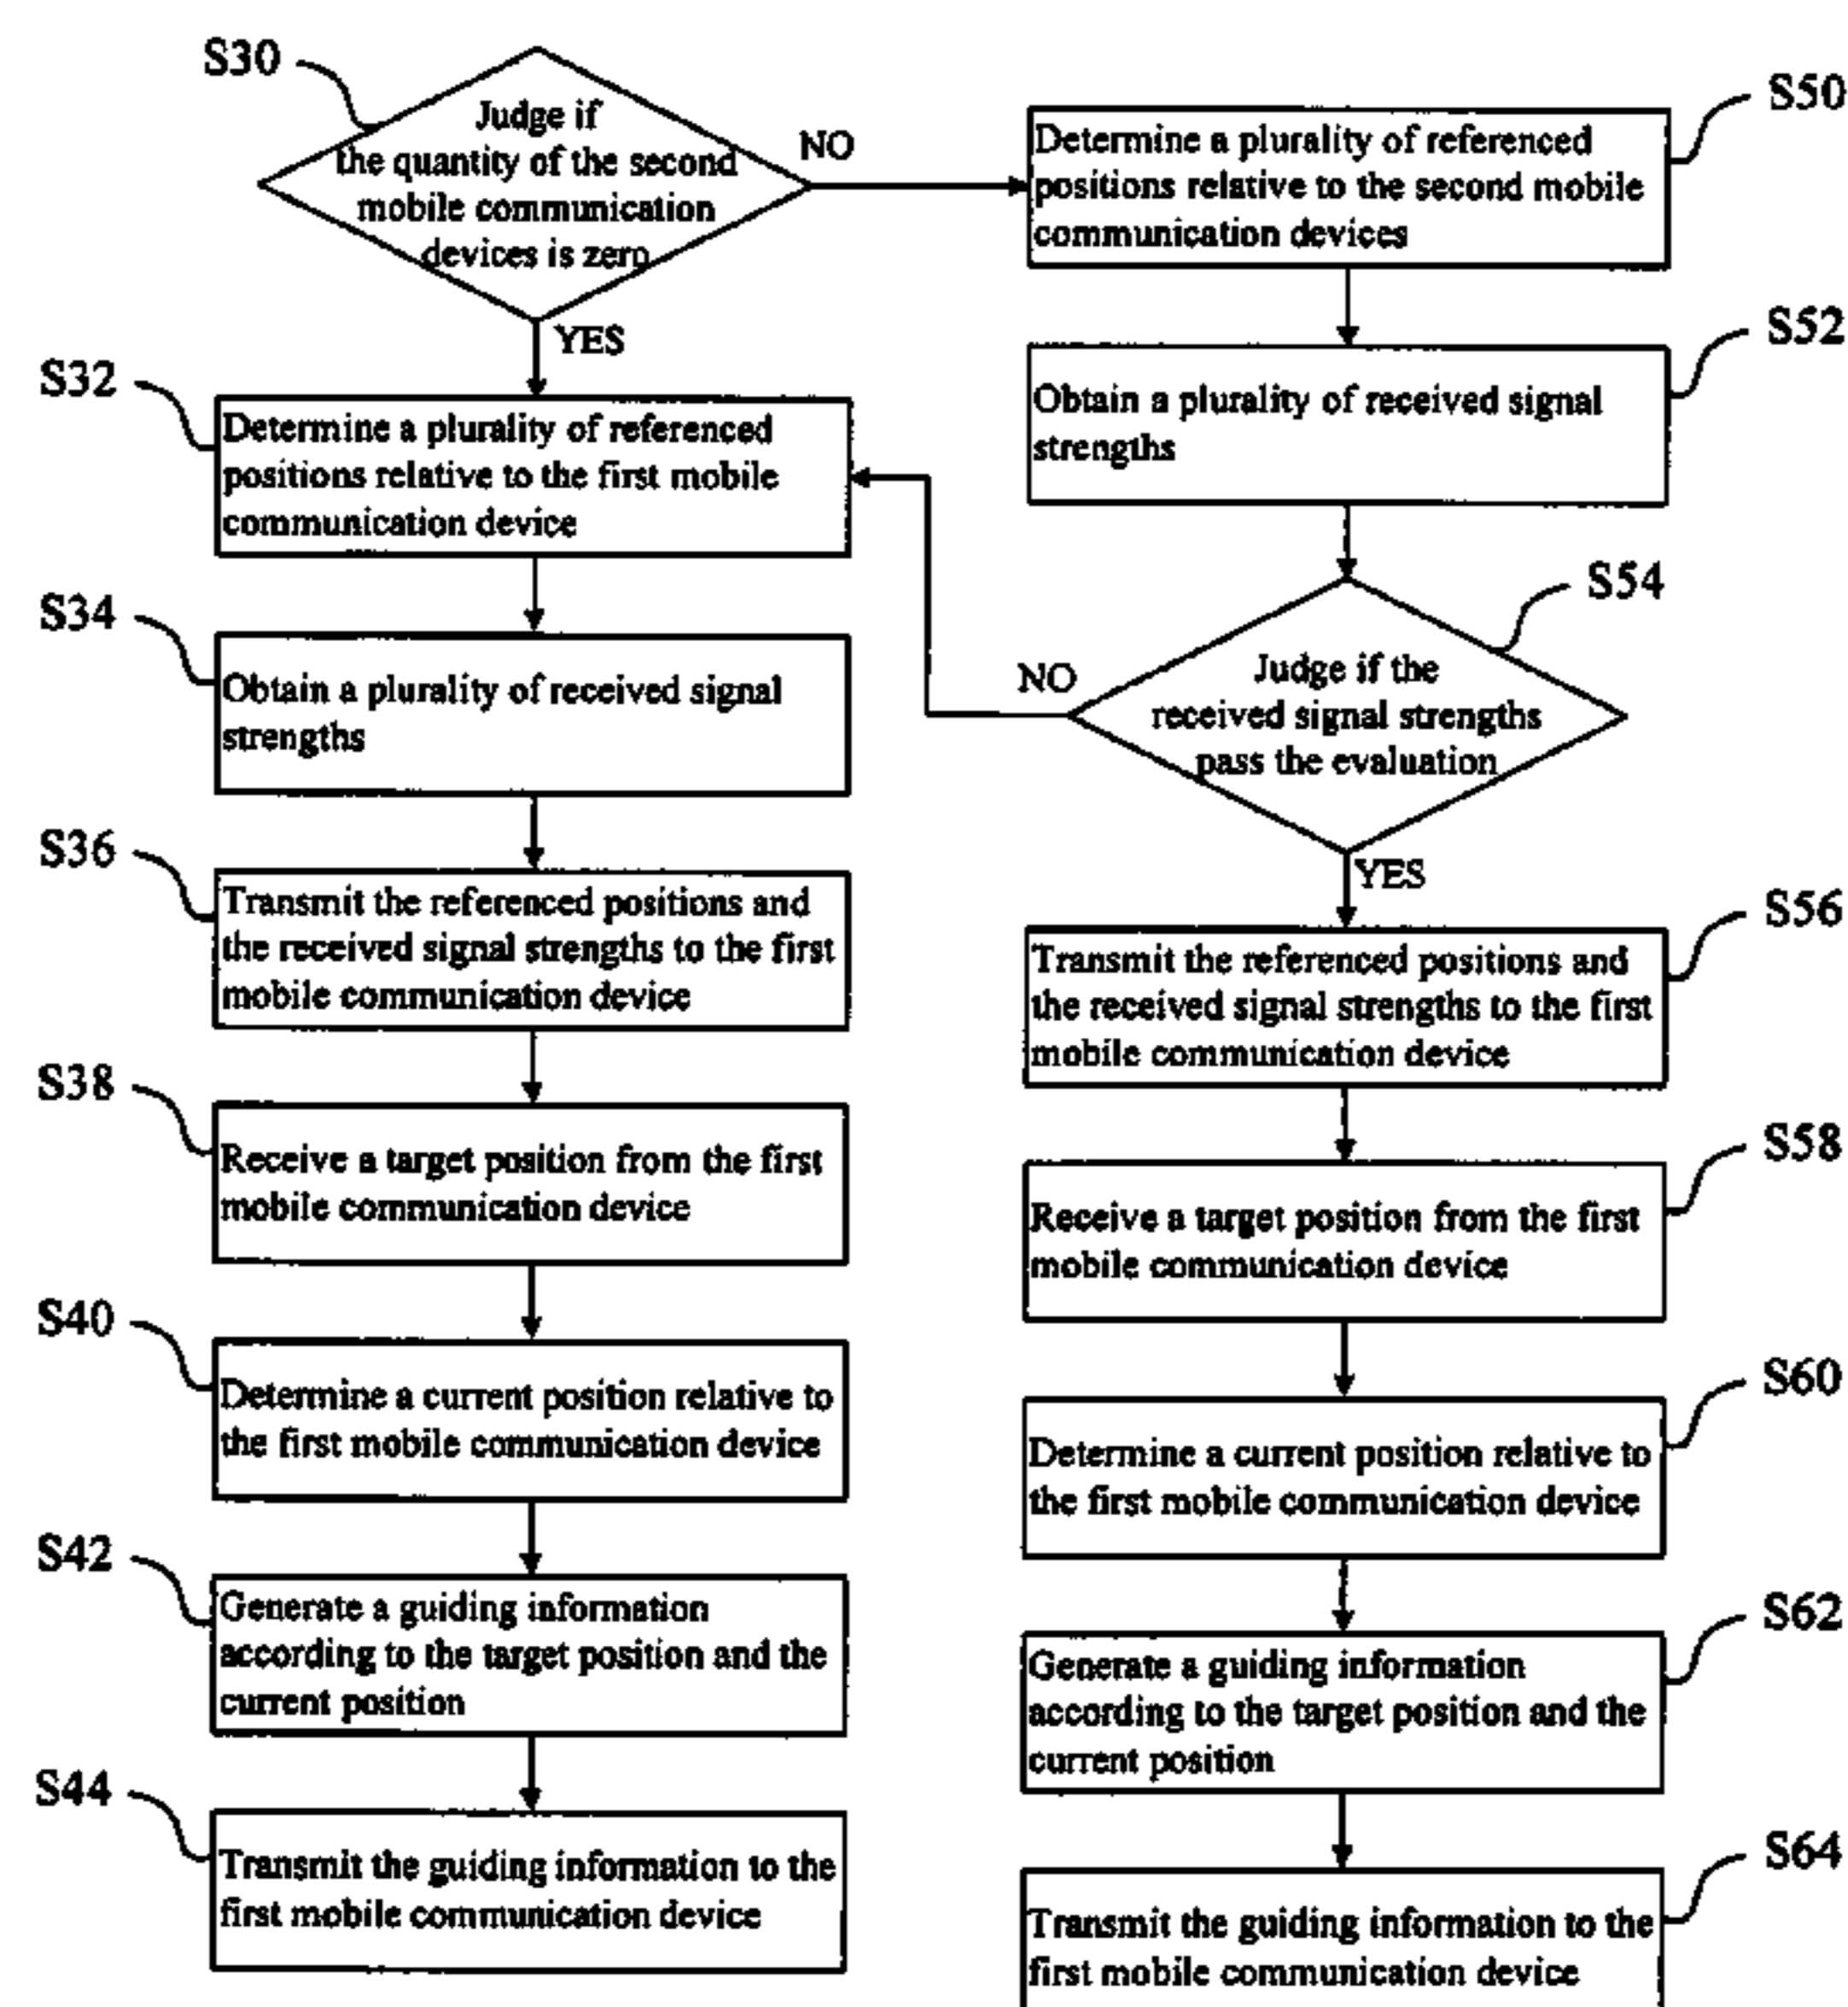 S30
Judge if
the quantity of the second
mobile communication
devices is zero
NO
YES
S32
Determine a plurality of referenced
positions relative to the first mobile
communication device
S34
Obtain a plurality of received signal
strengths
S36
Transmit the referenced positions and
the received signal strengths to the first
mobile communication device
S38
Receive a target position from the first
mobile communication device
S40
Determine a current position relative to
the first mobile communication device
S42
Generate a guiding information
according to the target position and the
current position
S44
Transmit the guiding information to the
first mobile communication device
S50
Determine a plurality of referenced
positions relative to the second mobile
communication devices
S52
Obtain a plurality of received signal
strengths
S54
Judge if the
received signal strengths
pass the evaluation
NO
YES
S56
Transmit the referenced positions and
the received signal strengths to the first
mobile communication device
S58
Receive a target position from the first
mobile communication device
S60
Determine a current position relative to
the first mobile communication device
S62
Generate a guiding information
according to the target position and the
current position
S64
Transmit the guiding information to the
first mobile communication device